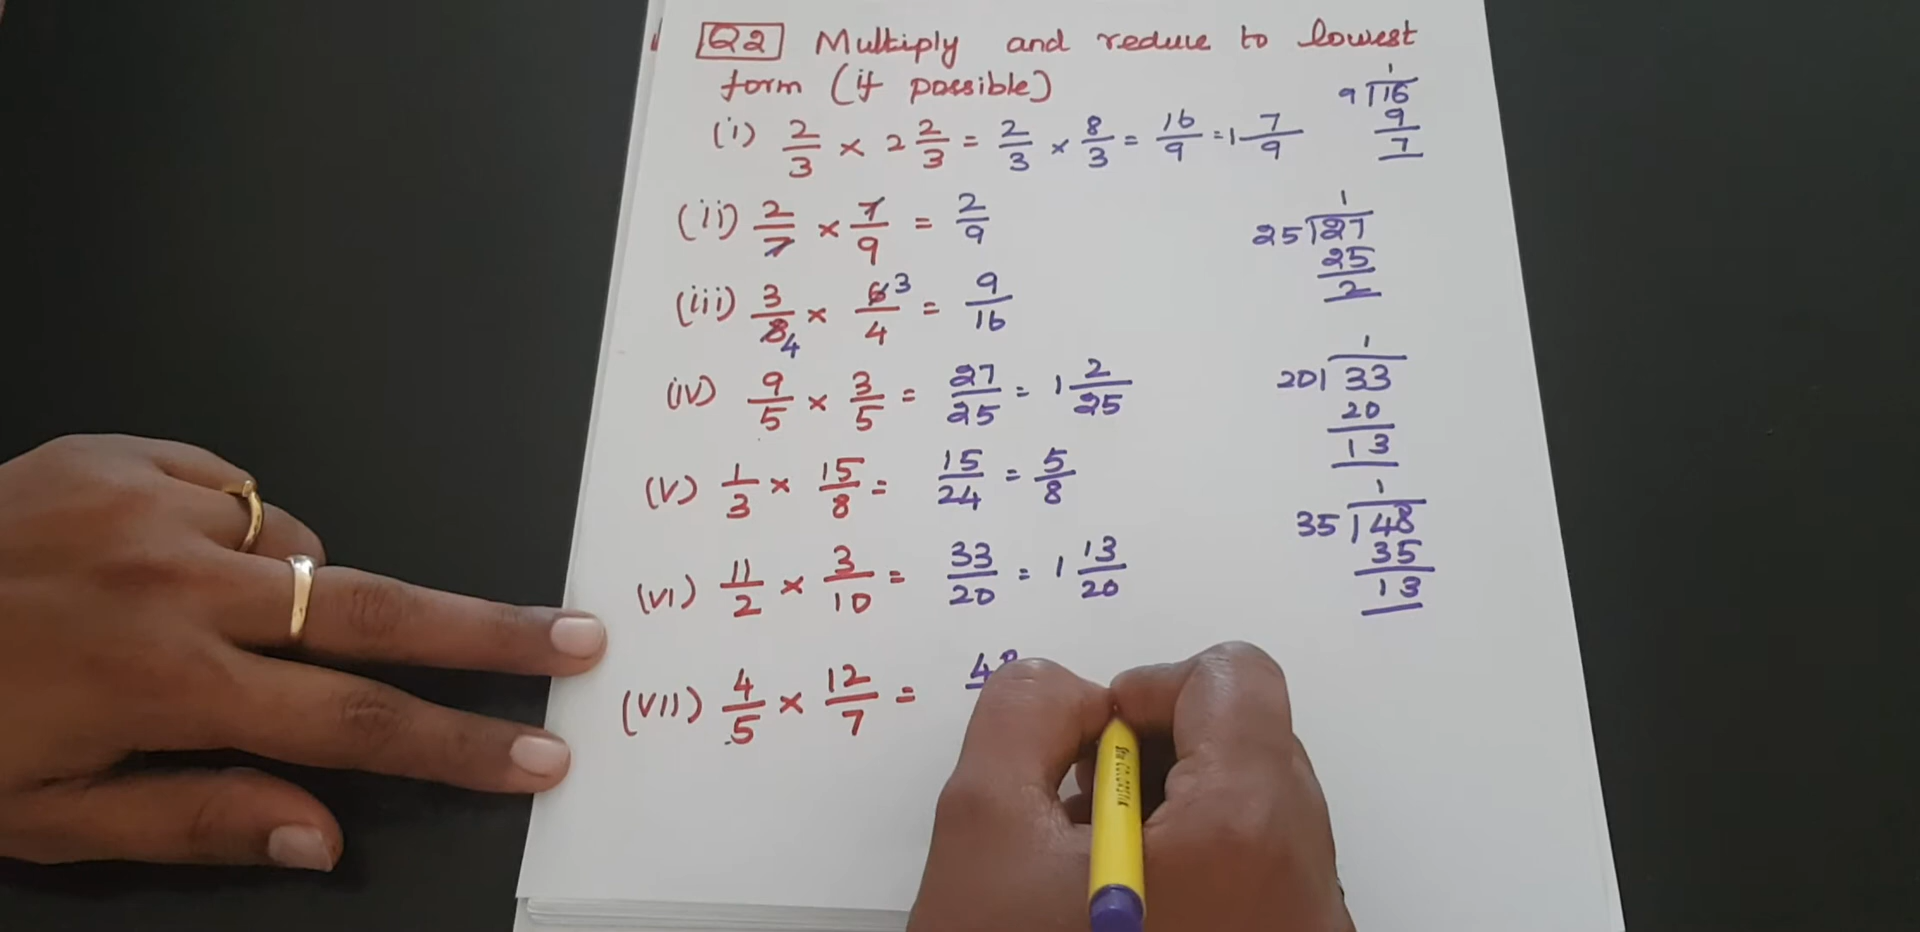 Q2 Multiply and reduce to lowest
form (if possible)
(i) 2/3 × 2 2/3 = 2/3 × 8/3 = 16/9 = 1 7/9
(ii) 2/7 × 7/9 = 2/9
(iii) 3/8 4 × 6 3/4 = 9/16
(iv) 9/5 × 3/5 = 27/25 = 1 2/25
(v) 1/3 × 15/8 = 15/24 = 5/8
(vi) 11/2 × 3/10 = 33/20 = 1 13/20
(vii) 4/5 × 12/7 = 48
1
9 16
9
7
1
25 27
25
2
1
20 33
20
13
1
35 48
35
13